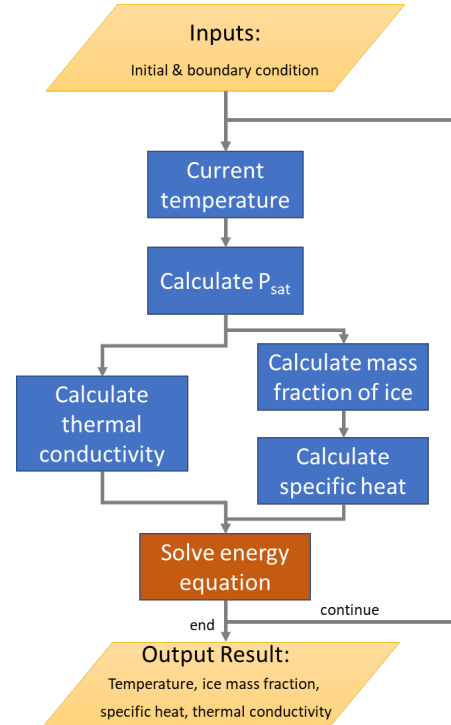 Inputs:
Initial & boundary condition
Current
temperature
Calculate Psat
Calculate
thermal
conductivity
Calculate mass
fraction of ice
Calculate
specific heat
Solve energy
equation
continue
end
Output Result:
Temperature, ice mass fraction,
specific heat, thermal conductivity